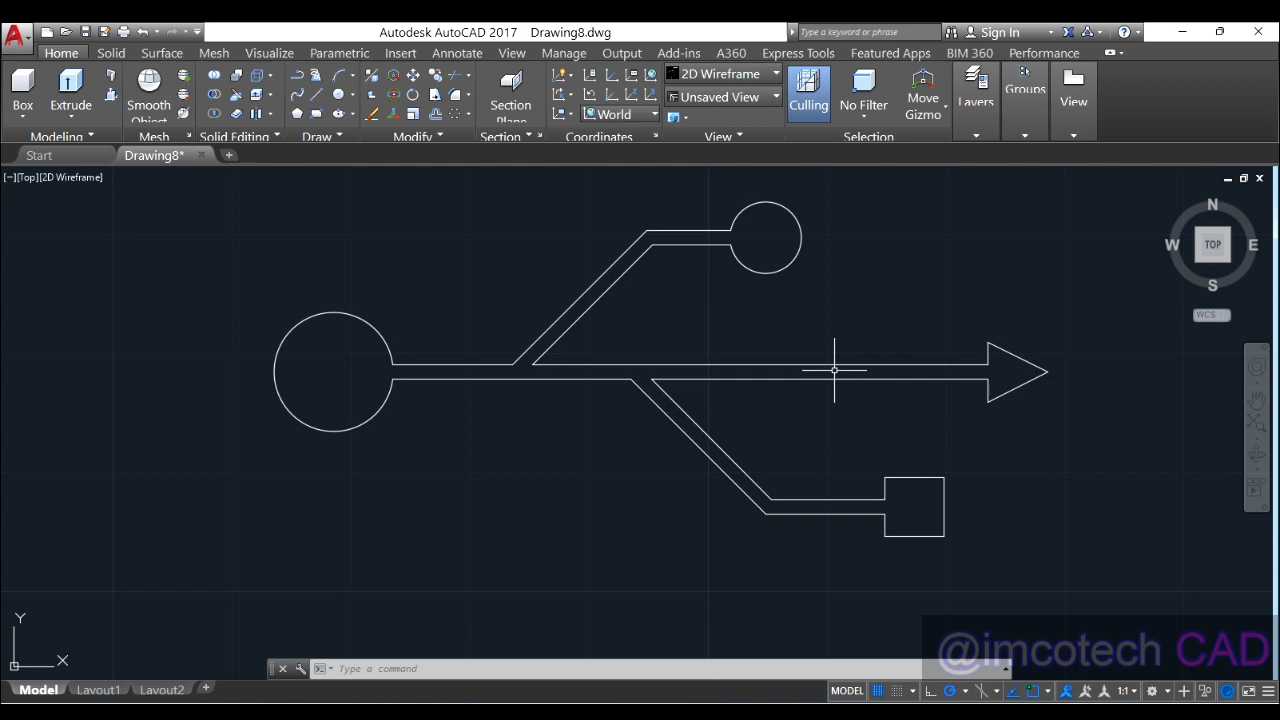 Autodesk AutoCAD 2017 Drawing8.dwg
Type a keyword or phrase
Sign In
Home Solid Surface Mesh Visualize Parametric Insert Annotate View Manage Output Add-ins A360 Express Tools Featured Apps BIM 360 Performance
2D Wireframe
Unsaved View
World
Box Extrude Smooth Object Section Plane Culling No Filter Move Gizmo Layers Groups View
Modeling Mesh Solid Editing Draw Modify Section Coordinates View Selection
Start Drawing8*
[−][Top][2D Wireframe]
N
W TOP E
S
WCS
Y
X
Type a command
@imcotech CAD
Model Layout1 Layout2
MODEL 1:1